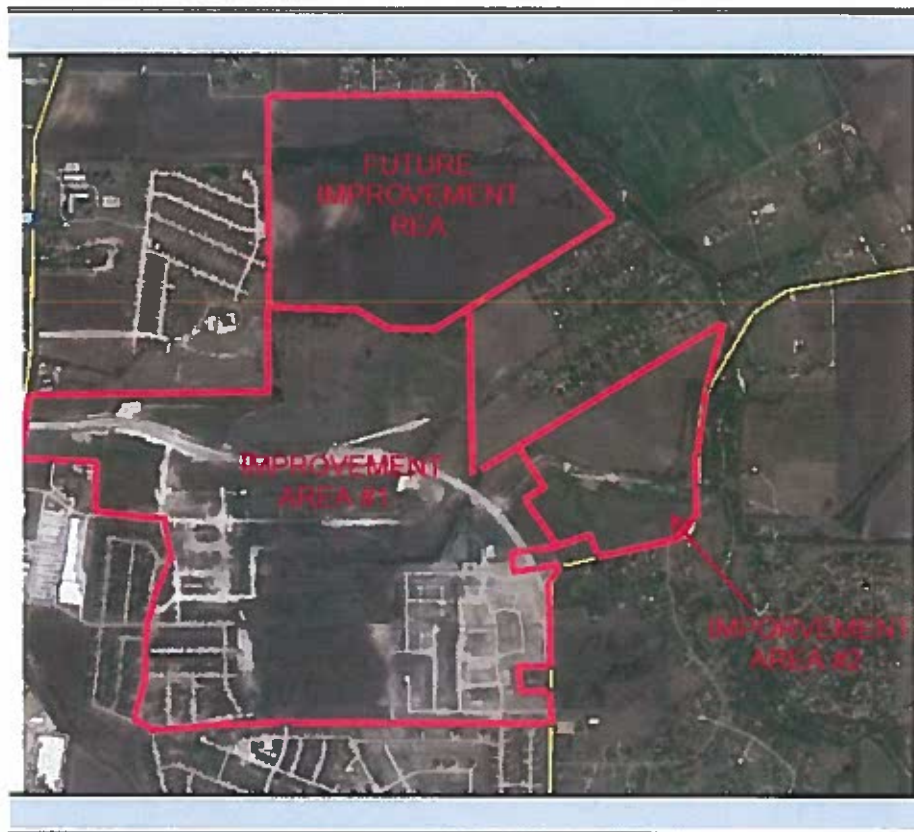 FUTURE
IMPROVEMENT
REA
IMPROVEMENT
AREA #1
IMPORVEMENT
AREA #2